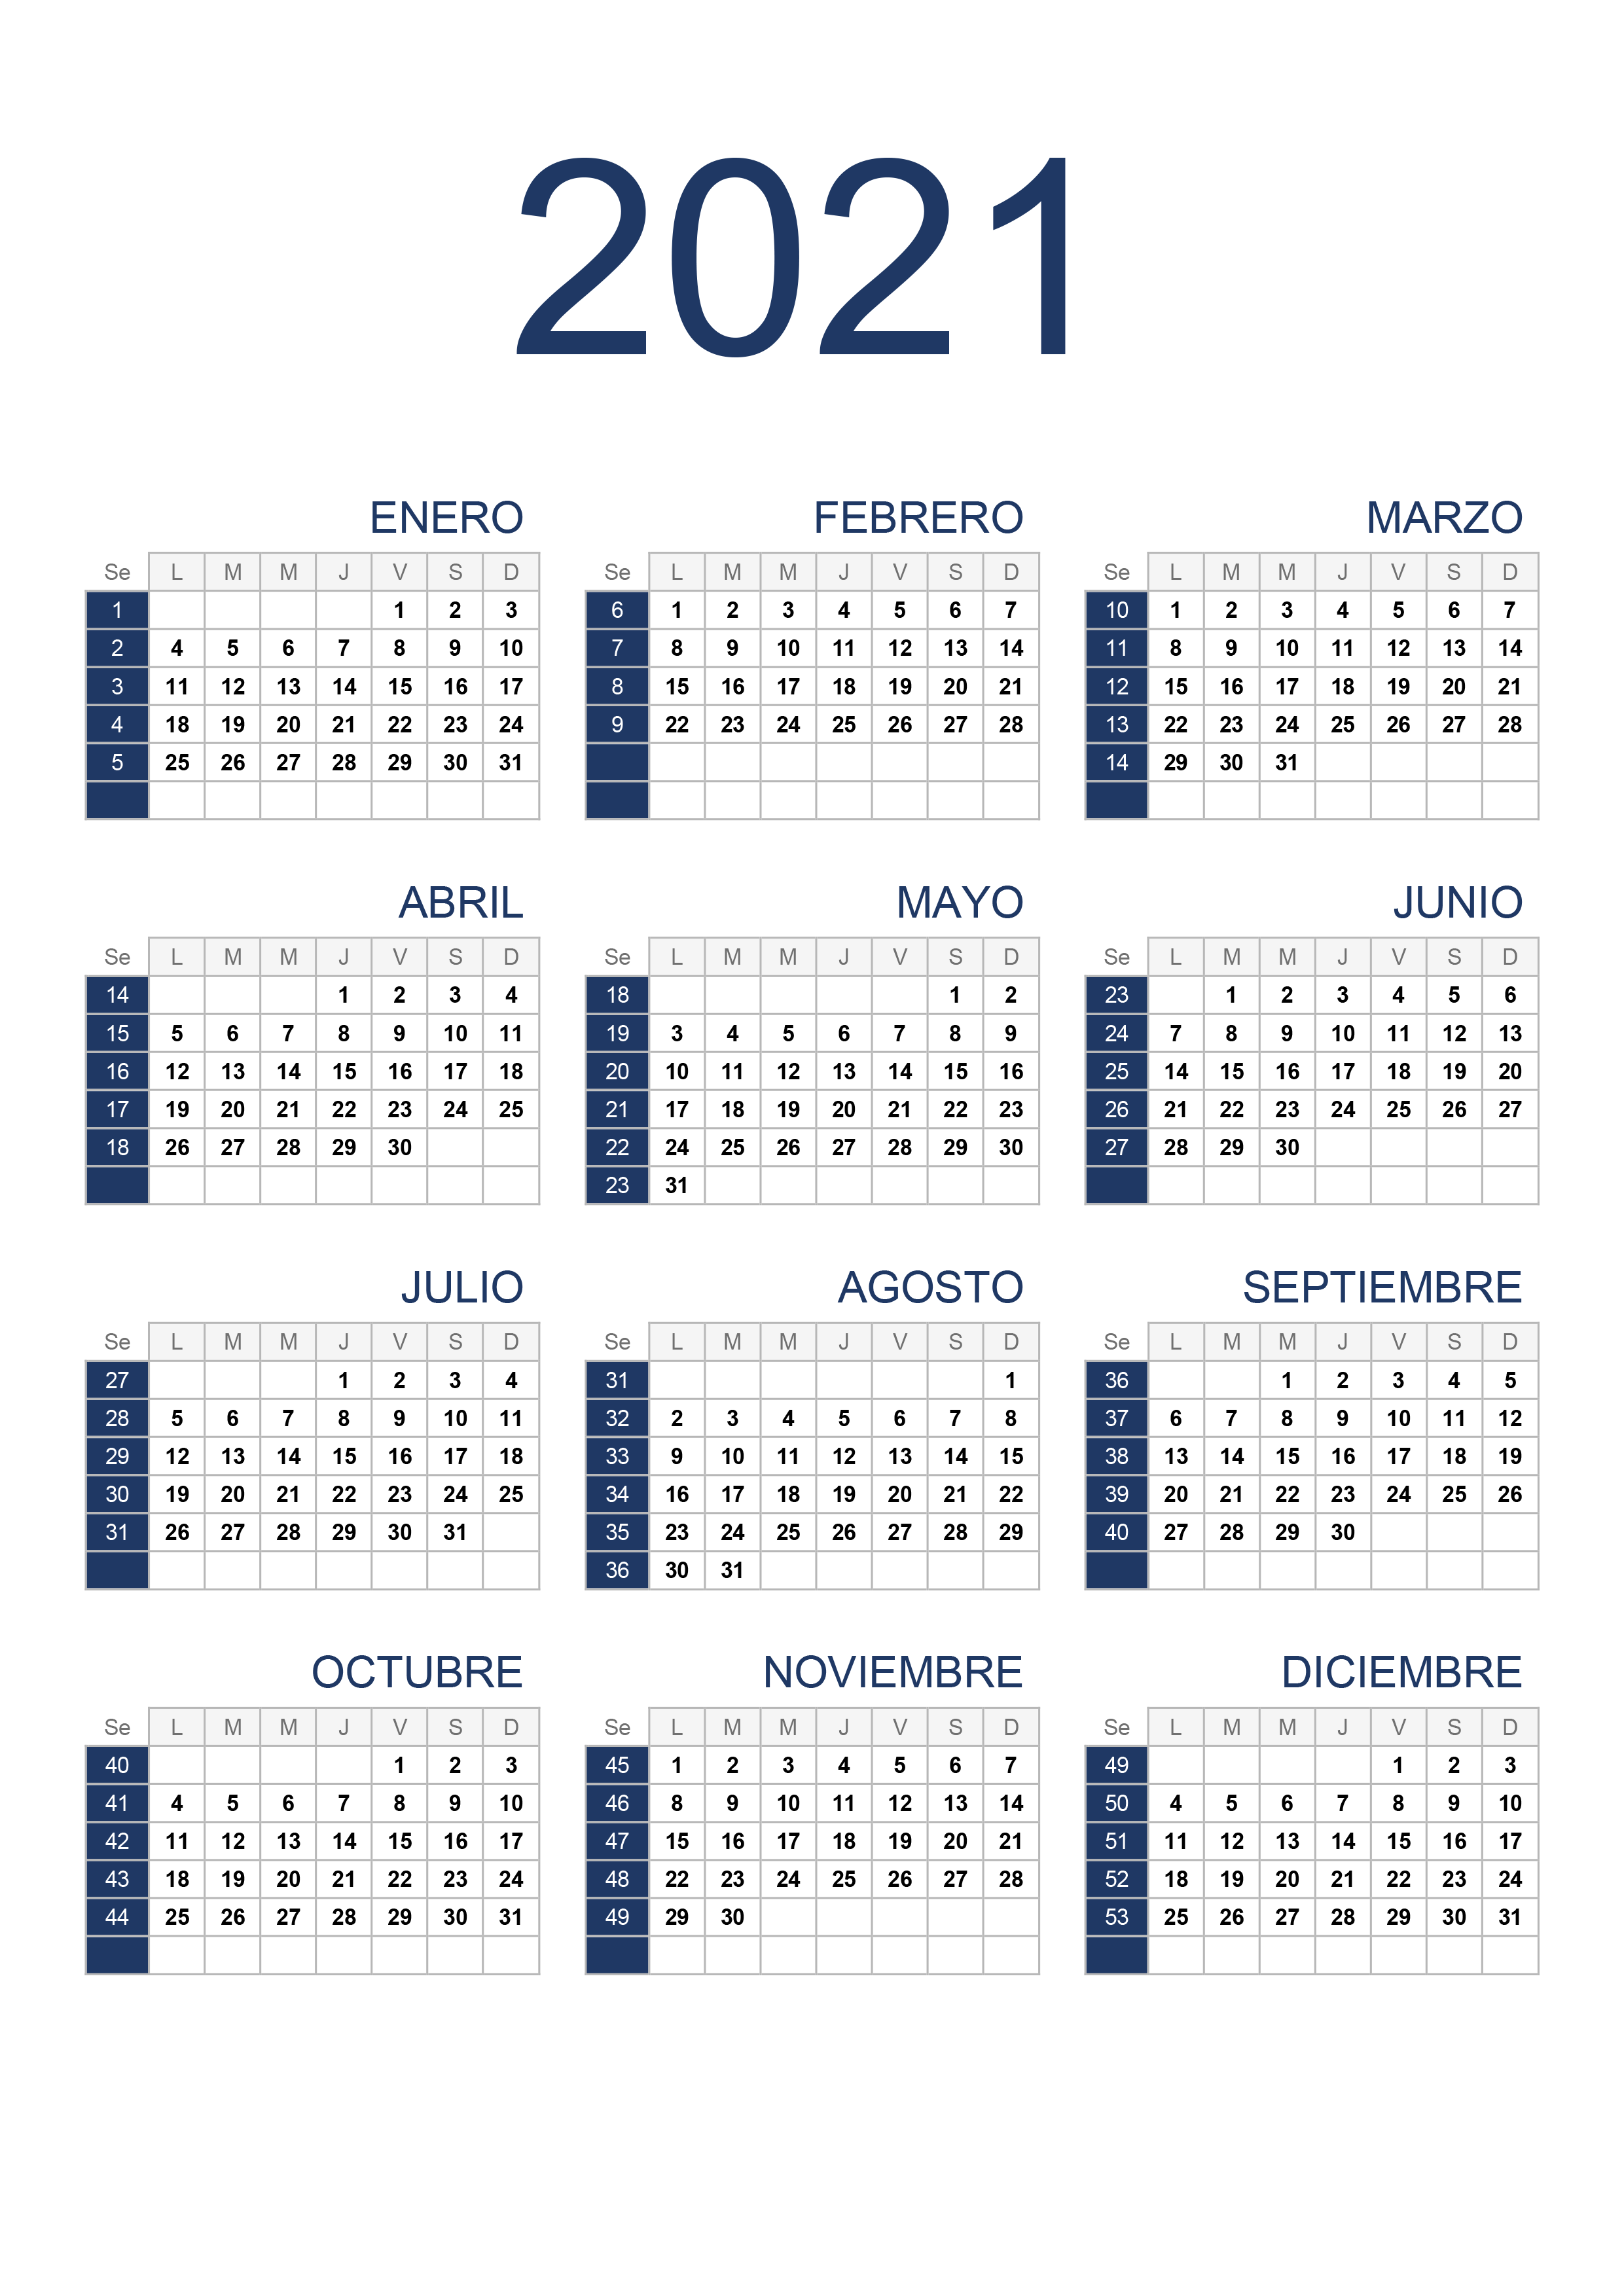 2021
ENERO FEBRERO MARZO
Se L M M J V S D Se L M M J V S D Se L M M J V S D
1 1 2 3 6 1 2 3 4 5 6 7 10 1 2 3 4 5 6 7
2 4 5 6 7 8 9 10 7 8 9 10 11 12 13 14 11 8 9 10 11 12 13 14
3 11 12 13 14 15 16 17 8 15 16 17 18 19 20 21 12 15 16 17 18 19 20 21
4 18 19 20 21 22 23 24 9 22 23 24 25 26 27 28 13 22 23 24 25 26 27 28
5 25 26 27 28 29 30 31 14 29 30 31
ABRIL MAYO JUNIO
Se L M M J V S D Se L M M J V S D Se L M M J V S D
14 1 2 3 4 18 1 2 23 1 2 3 4 5 6
15 5 6 7 8 9 10 11 19 3 4 5 6 7 8 9 24 7 8 9 10 11 12 13
16 12 13 14 15 16 17 18 20 10 11 12 13 14 15 16 25 14 15 16 17 18 19 20
17 19 20 21 22 23 24 25 21 17 18 19 20 21 22 23 26 21 22 23 24 25 26 27
18 26 27 28 29 30 22 24 25 26 27 28 29 30 27 28 29 30
23 31
JULIO AGOSTO SEPTIEMBRE
Se L M M J V S D Se L M M J V S D Se L M M J V S D
27 1 2 3 4 31 1 36 1 2 3 4 5
28 5 6 7 8 9 10 11 32 2 3 4 5 6 7 8 37 6 7 8 9 10 11 12
29 12 13 14 15 16 17 18 33 9 10 11 12 13 14 15 38 13 14 15 16 17 18 19
30 19 20 21 22 23 24 25 34 16 17 18 19 20 21 22 39 20 21 22 23 24 25 26
31 26 27 28 29 30 31 35 23 24 25 26 27 28 29 40 27 28 29 30
36 30 31
OCTUBRE NOVIEMBRE DICIEMBRE
Se L M M J V S D Se L M M J V S D Se L M M J V S D
40 1 2 3 45 1 2 3 4 5 6 7 49 1 2 3
41 4 5 6 7 8 9 10 46 8 9 10 11 12 13 14 50 4 5 6 7 8 9 10
42 11 12 13 14 15 16 17 47 15 16 17 18 19 20 21 51 11 12 13 14 15 16 17
43 18 19 20 21 22 23 24 48 22 23 24 25 26 27 28 52 18 19 20 21 22 23 24
44 25 26 27 28 29 30 31 49 29 30 53 25 26 27 28 29 30 31